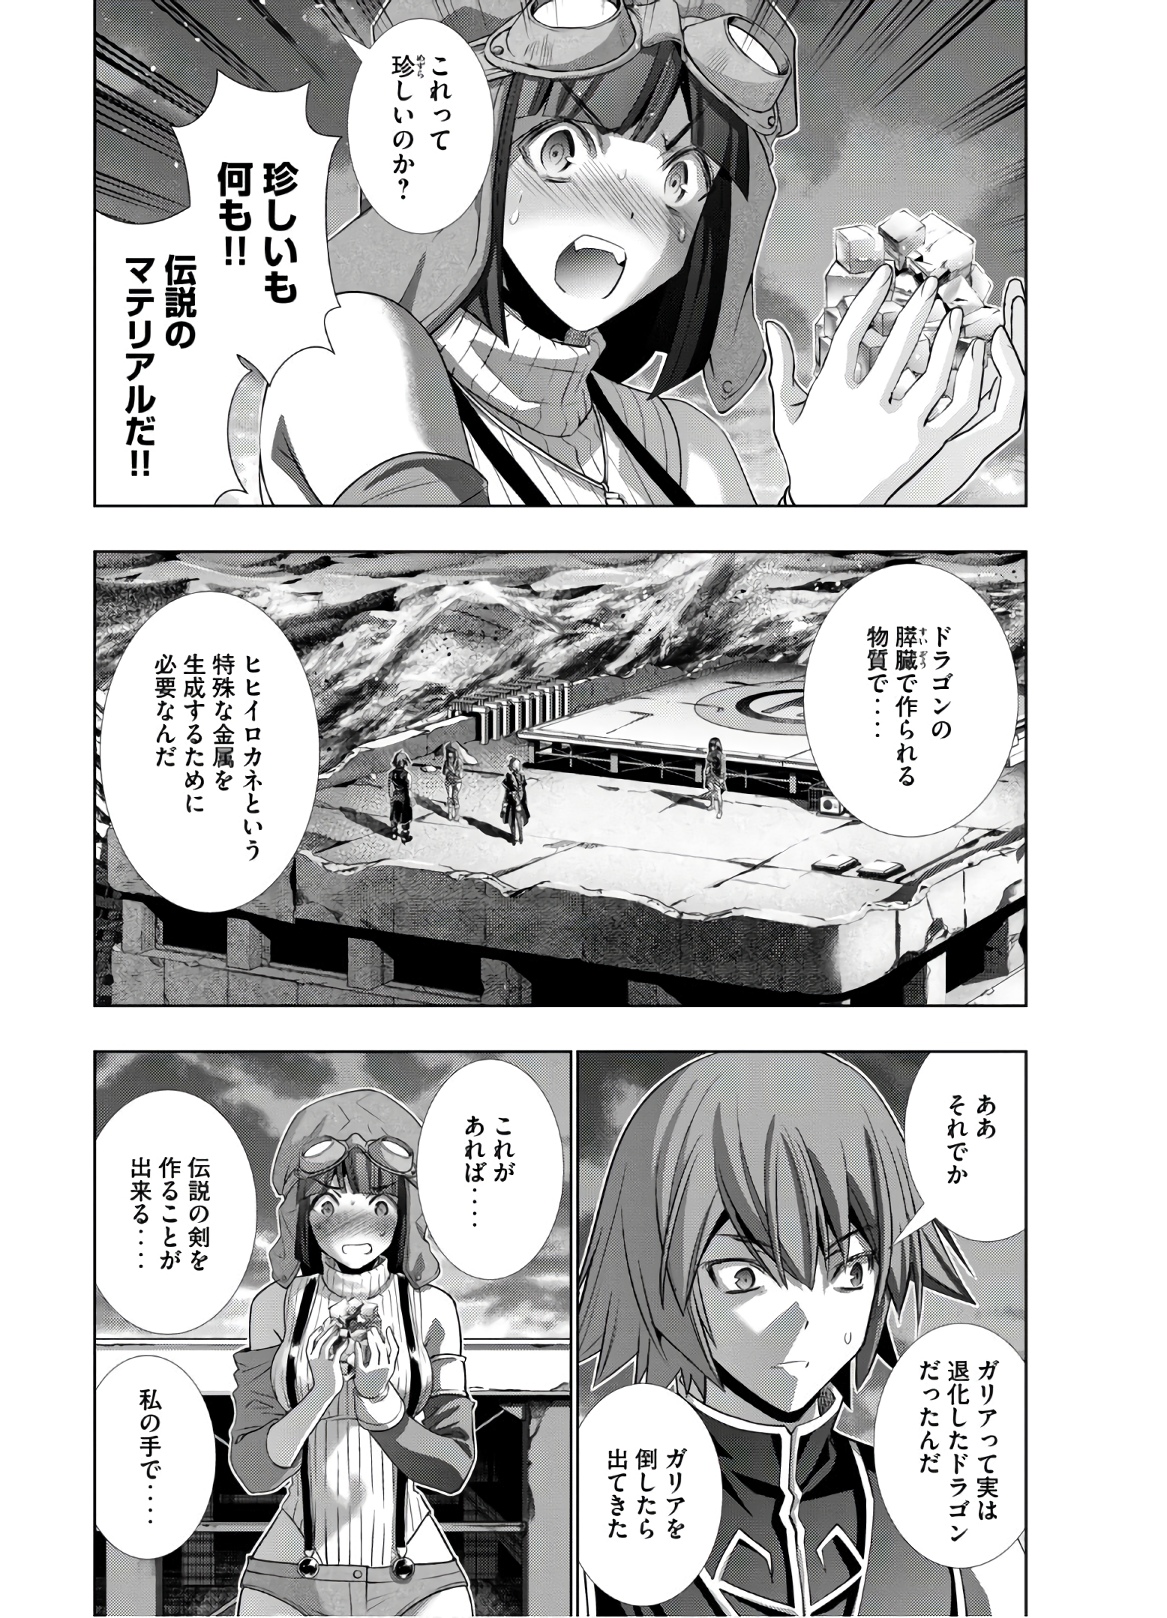 これって
珍しいのか?
珍しいも
何も!!
伝説の
マテリアルだ!!
ドラゴンの
膵臓で作られる
物質で‥‥
ヒヒイロカネという
特殊な金属を
生成するために
必要なんだ
ああ
それでか
ガリアって実は
退化したドラゴン
だったんだ
ガリアを
倒したら
出てきた
これが
あれば‥‥
伝説の剣を
作ることが
出来る‥‥
私の手で‥‥